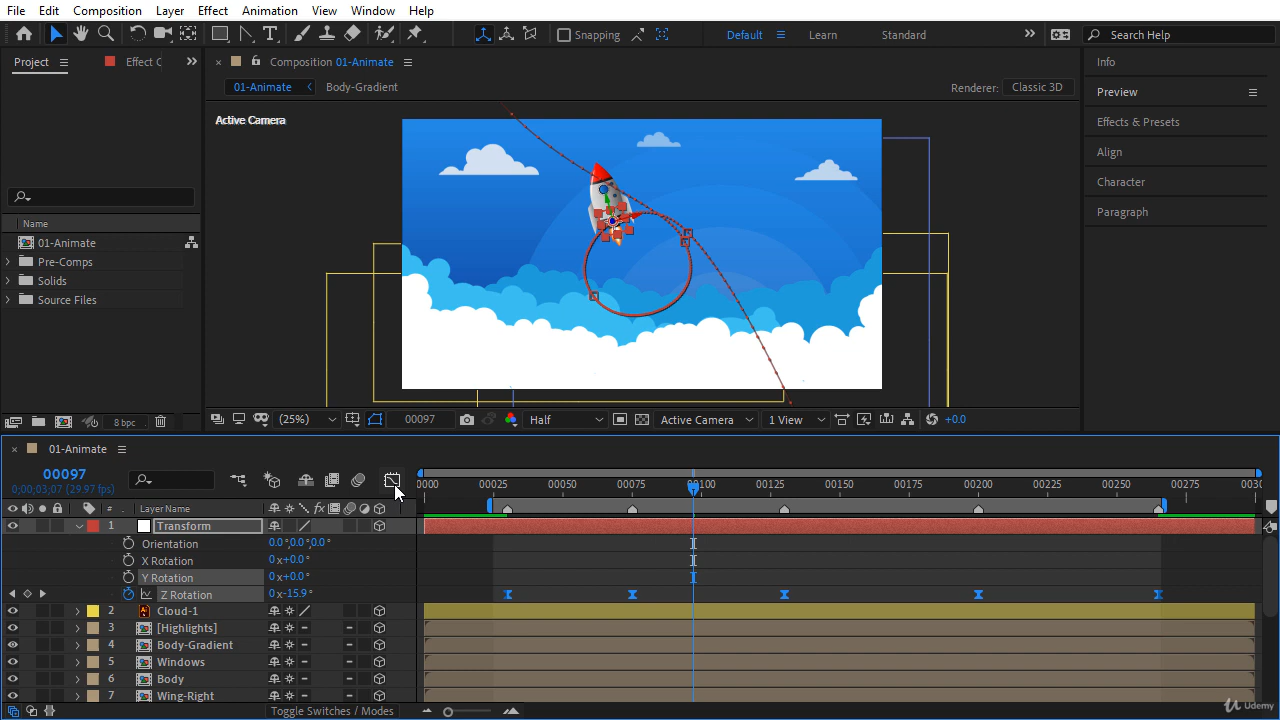 File Edit Composition Layer Effect Animation View Window Help
Snapping Default Learn Standard Search Help
Project Effect C Composition 01-Animate Info
01-Animate Body-Gradient Renderer: Classic 3D Preview
Active Camera Effects & Presets
Align
Character
Paragraph
Name
01-Animate
Pre-Comps
Solids
Source Files
8 bpc (25%) 00097 Half Active Camera 1 View +0.0
01-Animate
00097
0;00;03;07 (29.97 fps)
0000 00025 00050 00075 00100 00125 00150 00175 00200 00225 00250 00275 0030
# Layer Name
1 Transform
Orientation 0.0°,0.0°,0.0°
X Rotation 0x+0.0°
Y Rotation 0x+0.0°
Z Rotation 0x-15.9°
2 Cloud-1
3 [Highlights]
4 Body-Gradient
5 Windows
6 Body
7 Wing-Right
Toggle Switches / Modes
Udemy